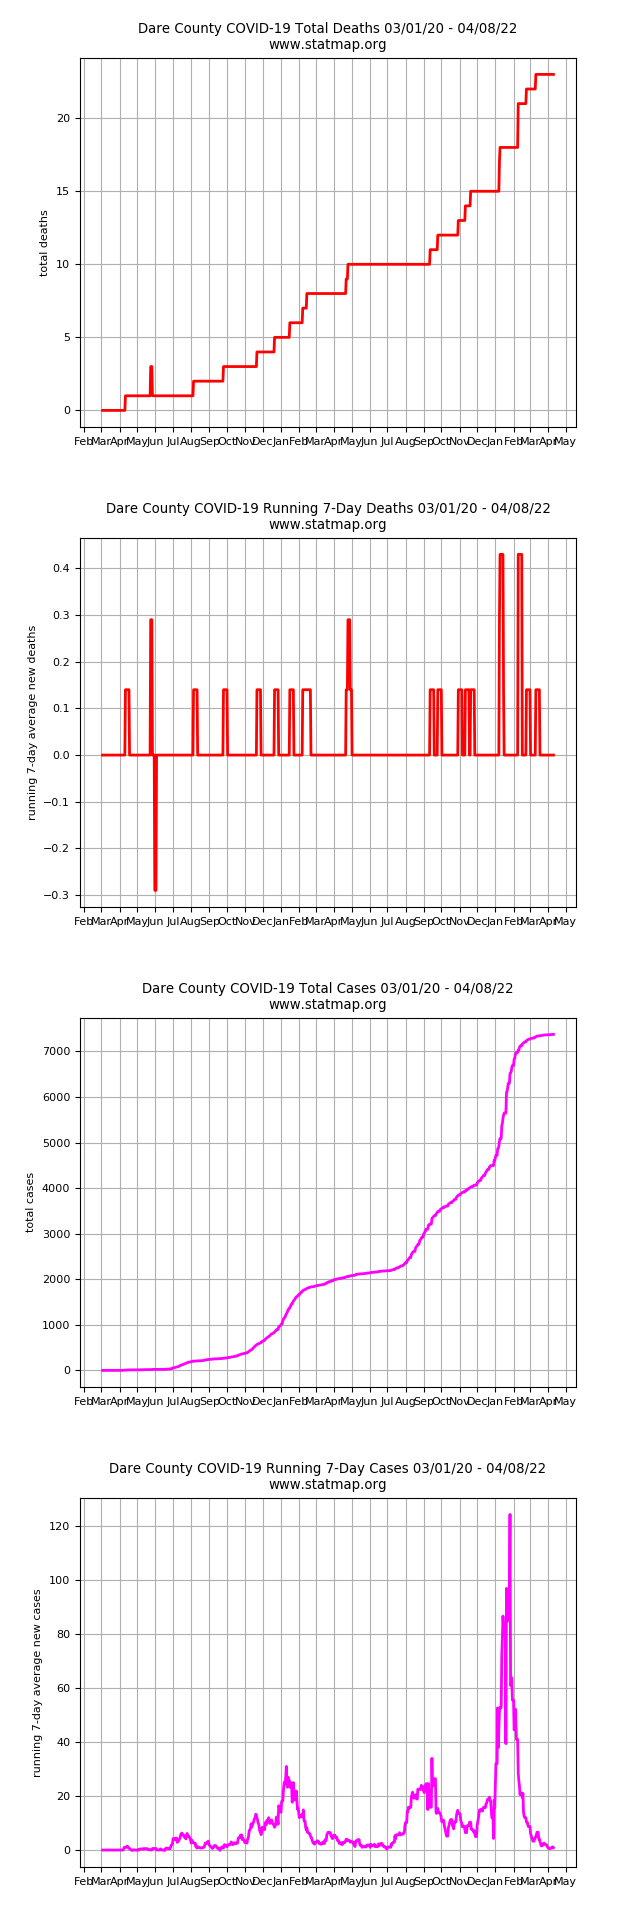 Dare County COVID-19 Total Deaths 03/01/20 - 04/08/22
www.statmap.org
20
15
10
5
0
total deaths
Feb Mar Apr May Jun Jul Aug Sep Oct Nov Dec Jan Feb Mar Apr May Jun Jul Aug Sep Oct Nov Dec Jan Feb Mar Apr May
Dare County COVID-19 Running 7-Day Deaths 03/01/20 - 04/08/22
www.statmap.org
0.4
0.3
0.2
0.1
0.0
−0.1
−0.2
−0.3
running 7-day average new deaths
Feb Mar Apr May Jun Jul Aug Sep Oct Nov Dec Jan Feb Mar Apr May Jun Jul Aug Sep Oct Nov Dec Jan Feb Mar Apr May
Dare County COVID-19 Total Cases 03/01/20 - 04/08/22
www.statmap.org
7000
6000
5000
4000
3000
2000
1000
0
total cases
Feb Mar Apr May Jun Jul Aug Sep Oct Nov Dec Jan Feb Mar Apr May Jun Jul Aug Sep Oct Nov Dec Jan Feb Mar Apr May
Dare County COVID-19 Running 7-Day Cases 03/01/20 - 04/08/22
www.statmap.org
120
100
80
60
40
20
0
running 7-day average new cases
Feb Mar Apr May Jun Jul Aug Sep Oct Nov Dec Jan Feb Mar Apr May Jun Jul Aug Sep Oct Nov Dec Jan Feb Mar Apr May